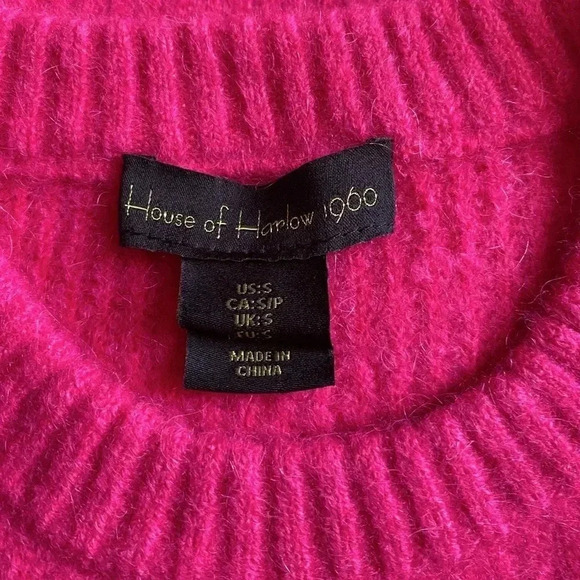 House of Harlow 1960
US:S
CA:S/P
UK:S
MADE IN
CHINA